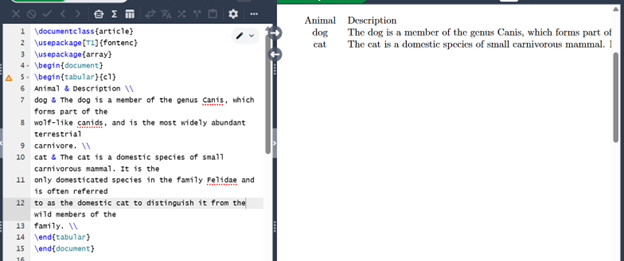 1 \documentclass{article}
2 \usepackage[T1]{fontenc}
3 \usepackage{array}
4 \begin{document}
5 \begin{tabular}{cl}
6 Animal & Description \\
7 dog & The dog is a member of the genus Canis, which
forms part of the
8 wolf-like canids, and is the most widely abundant
terrestrial
9 carnivore. \\
10 cat & The cat is a domestic species of small
carnivorous mammal. It is the
11 only domesticated species in the family Felidae and
is often referred
12 to as the domestic cat to distinguish it from the
wild members of the
13 family. \\
14 \end{tabular}
15 \end{document}
16
Animal Description
dog The dog is a member of the genus Canis, which forms part of
cat The cat is a domestic species of small carnivorous mammal.